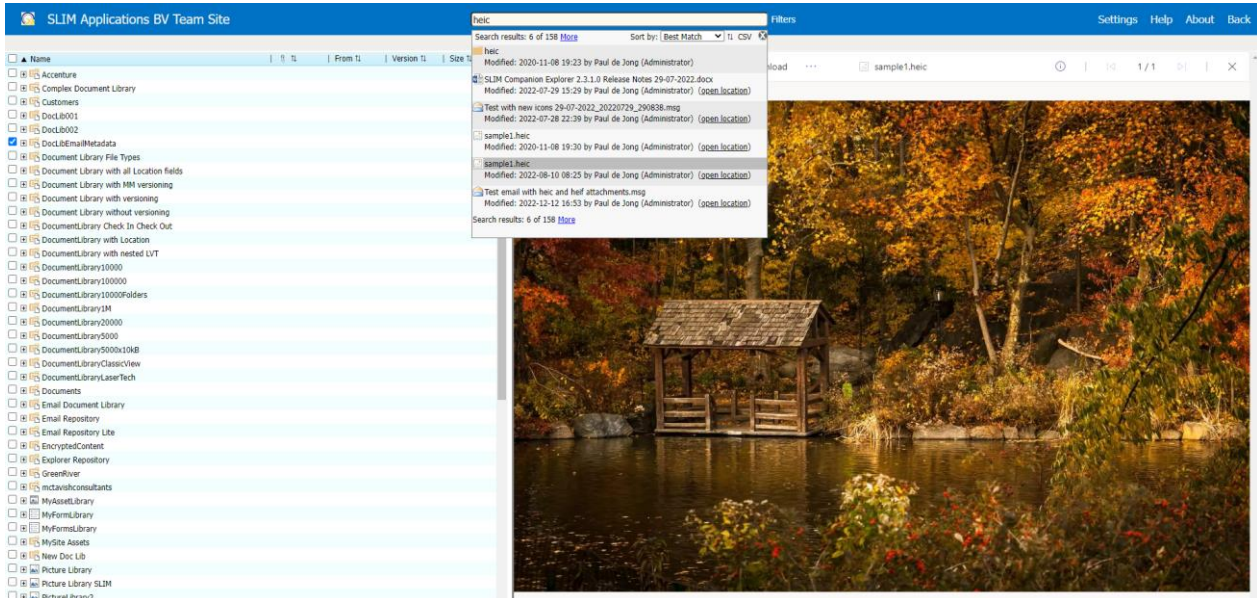 SLIM Applications BV Team Site
heic
Filters
Settings Help About Back
Search results: 6 of 158 More Sort by: Best Match CSV
heic
Modified: 2020-11-08 19:23 by Paul de Jong (Administrator)
SLIM Companion Explorer 2.3.1.0 Release Notes 29-07-2022.docx
Modified: 2022-07-29 15:29 by Paul de Jong (Administrator) (open location)
Test with new icons 29-07-2022_20220729_290838.msg
Modified: 2022-07-28 22:39 by Paul de Jong (Administrator) (open location)
sample1.heic
Modified: 2020-11-08 19:30 by Paul de Jong (Administrator) (open location)
sample1.heic
Modified: 2022-08-10 08:25 by Paul de Jong (Administrator) (open location)
Test email with heic and heif attachments.msg
Modified: 2022-12-12 16:53 by Paul de Jong (Administrator) (open location)
Search results: 6 of 158 More
nload ··· sample1.heic 1 / 1
Name | From | Version | Size
Accenture
Complex Document Library
Customers
DocLib001
DocLib002
DocLibEmailMetadata
Document Library File Types
Document Library with all Location fields
Document Library with MM versioning
Document Library with versioning
Document Library without versioning
DocumentLibrary Check In Check Out
DocumentLibrary with Location
DocumentLibrary with nested LVT
DocumentLibrary10000
DocumentLibrary100000
DocumentLibrary10000Folders
DocumentLibrary1M
DocumentLibrary20000
DocumentLibrary5000
DocumentLibrary5000x10kB
DocumentLibraryClassicView
DocumentLibraryLaserTech
Documents
Email Document Library
Email Repository
Email Repository Lite
EncryptedContent
Explorer Repository
GreenRiver
mctavishconsultants
MyAssetLibrary
MyFormLibrary
MyFormsLibrary
MySite Assets
New Doc Lib
Picture Library
Picture Library SLIM
PictureLibrary2